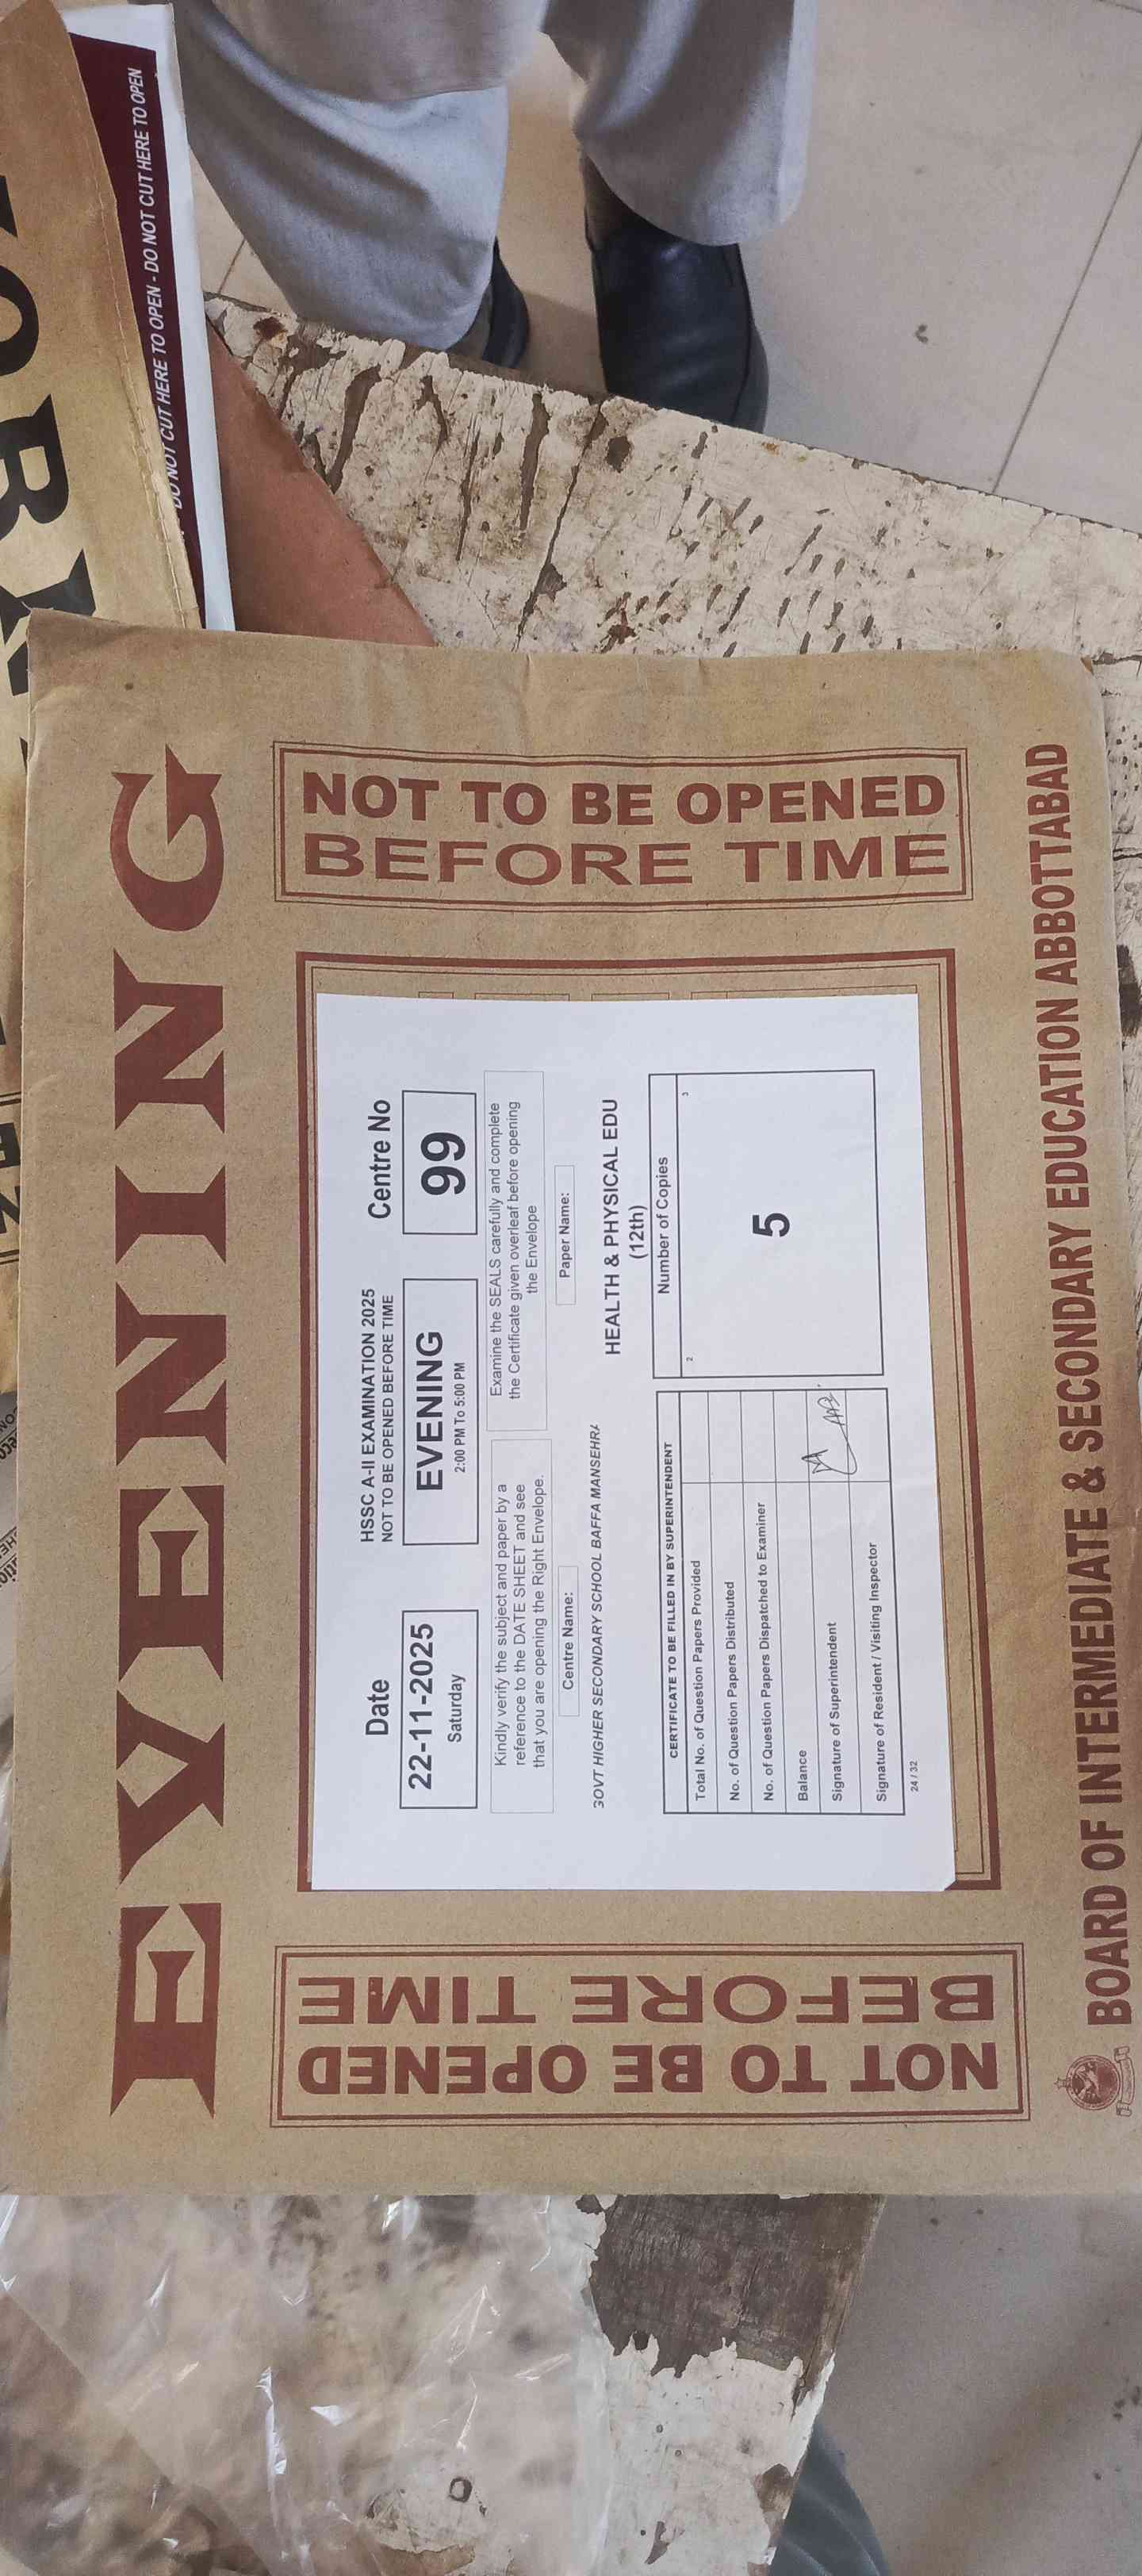 DO NOT CUT HERE TO OPEN - DO NOT CUT HERE TO OPEN
EVENING
NOT TO BE OPENED
BEFORE TIME
NOT TO BE OPENED
BEFORE TIME
HSSC A-II EXAMINATION 2025
NOT TO BE OPENED BEFORE TIME
Date
Centre No
22-11-2025
Saturday
EVENING
2:00 PM To 5:00 PM
99
Kindly verify the subject and paper by a
reference to the DATE SHEET and see
that you are opening the Right Envelope.
Examine the SEALS carefully and complete
the Certificate given overleaf before opening
the Envelope
Centre Name:
Paper Name:
GOVT HIGHER SECONDARY SCHOOL BAFFA MANSEHRA
HEALTH & PHYSICAL EDU
(12th)
CERTIFICATE TO BE FILLED IN BY SUPERINTENDENT
Total No. of Question Papers Provided
No. of Question Papers Distributed
No. of Question Papers Dispatched to Examiner
Balance
Signature of Superintendent
Signature of Resident / Visiting Inspector
Number of Copies
2
3
5
24 / 32
BOARD OF INTERMEDIATE & SECONDARY EDUCATION ABBOTTABAD